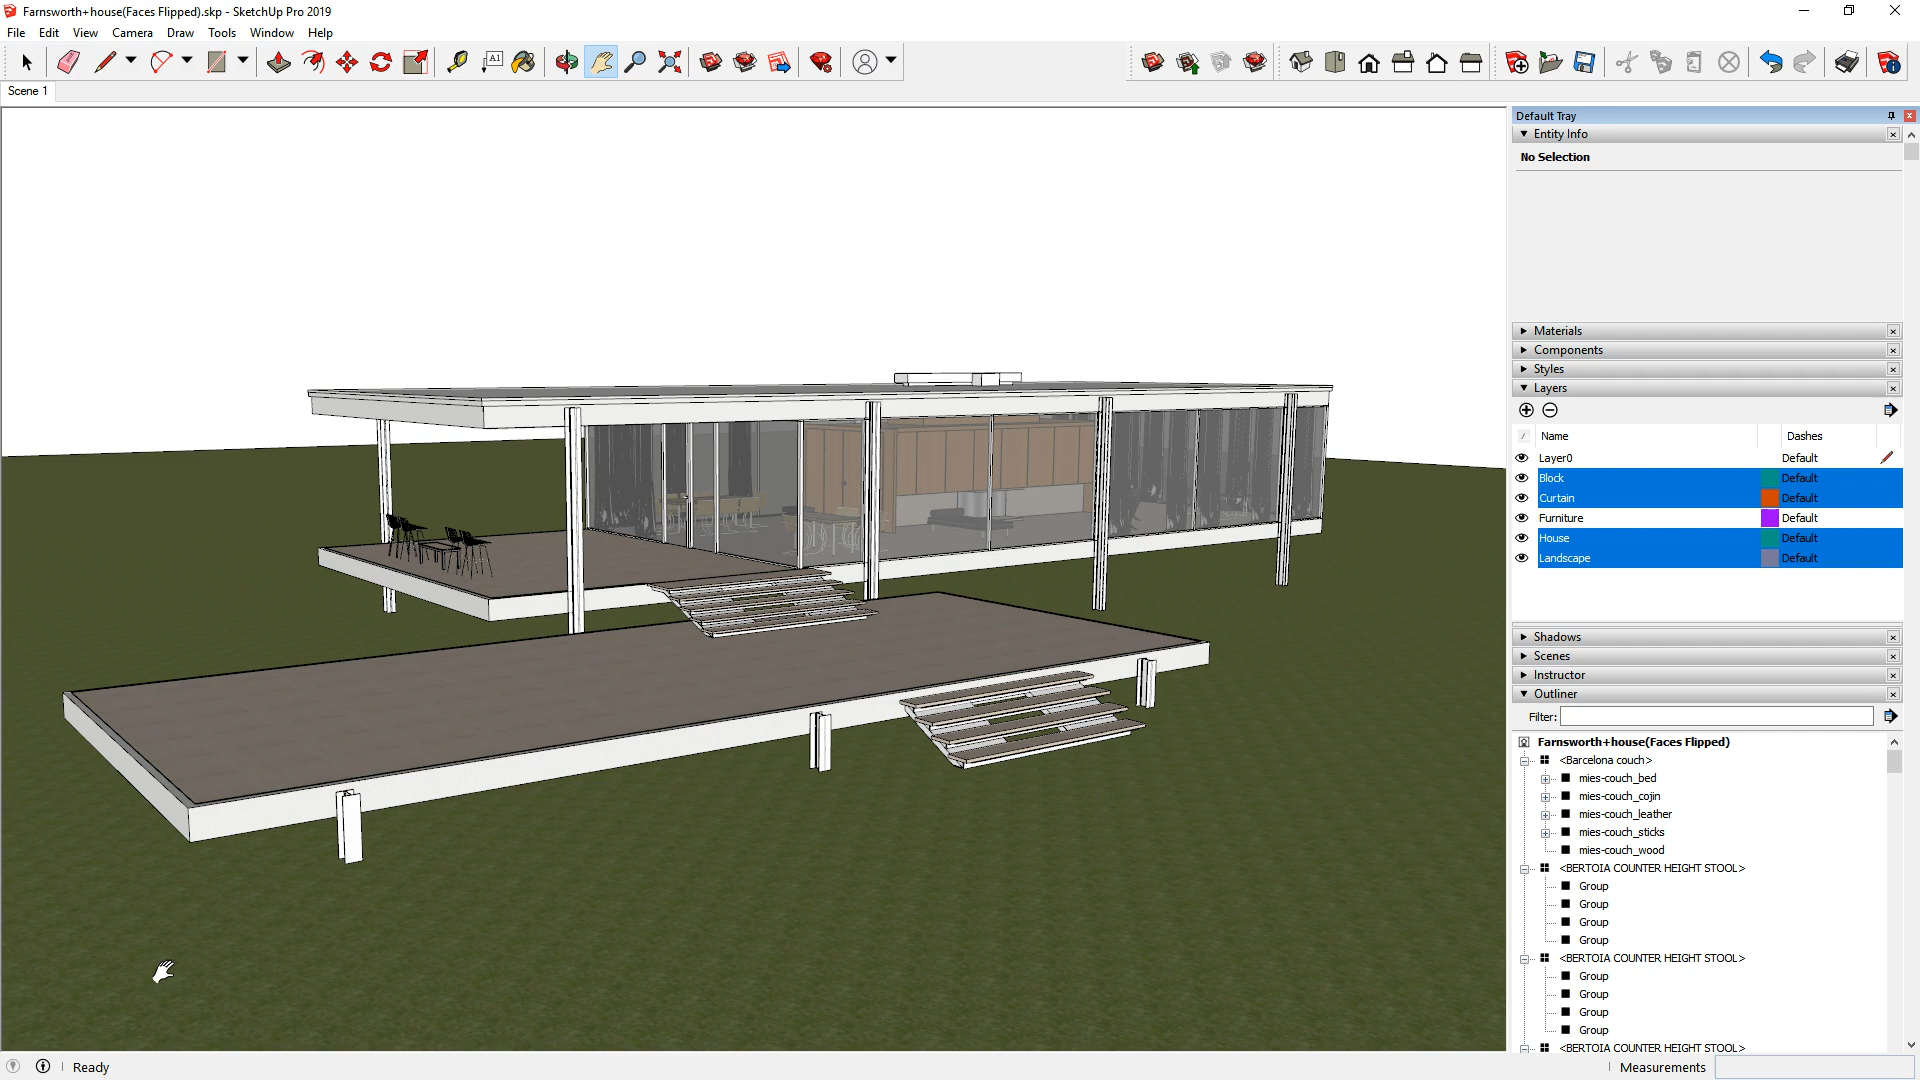 Farnsworth+house(Faces Flipped).skp - SketchUp Pro 2019
File Edit View Camera Draw Tools Window Help
A1
Scene 1
Default Tray
Entity Info
No Selection
Materials
Components
Styles
Layers
Name Dashes
Layer0 Default
Block Default
Curtain Default
Furniture Default
House Default
Landscape Default
Shadows
Scenes
Instructor
Outliner
Filter:
Farnsworth+house(Faces Flipped)
<Barcelona couch>
mies-couch_bed
mies-couch_cojin
mies-couch_leather
mies-couch_sticks
mies-couch_wood
<BERTOIA COUNTER HEIGHT STOOL>
Group
Group
Group
Group
<BERTOIA COUNTER HEIGHT STOOL>
Group
Group
Group
Group
<BERTOIA COUNTER HEIGHT STOOL>
Ready
Measurements